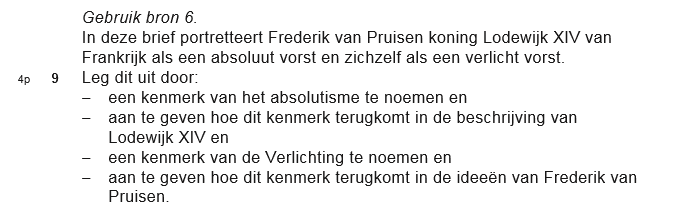 Gebruik bron 6.
In deze brief portretteert Frederik van Pruisen koning Lodewijk XIV van
Frankrijk als een absoluut vorst en zichzelf als een verlicht vorst.
4p 9 Leg dit uit door:
– een kenmerk van het absolutisme te noemen en
– aan te geven hoe dit kenmerk terugkomt in de beschrijving van
Lodewijk XIV en
– een kenmerk van de Verlichting te noemen en
– aan te geven hoe dit kenmerk terugkomt in de ideeën van Frederik van
Pruisen.